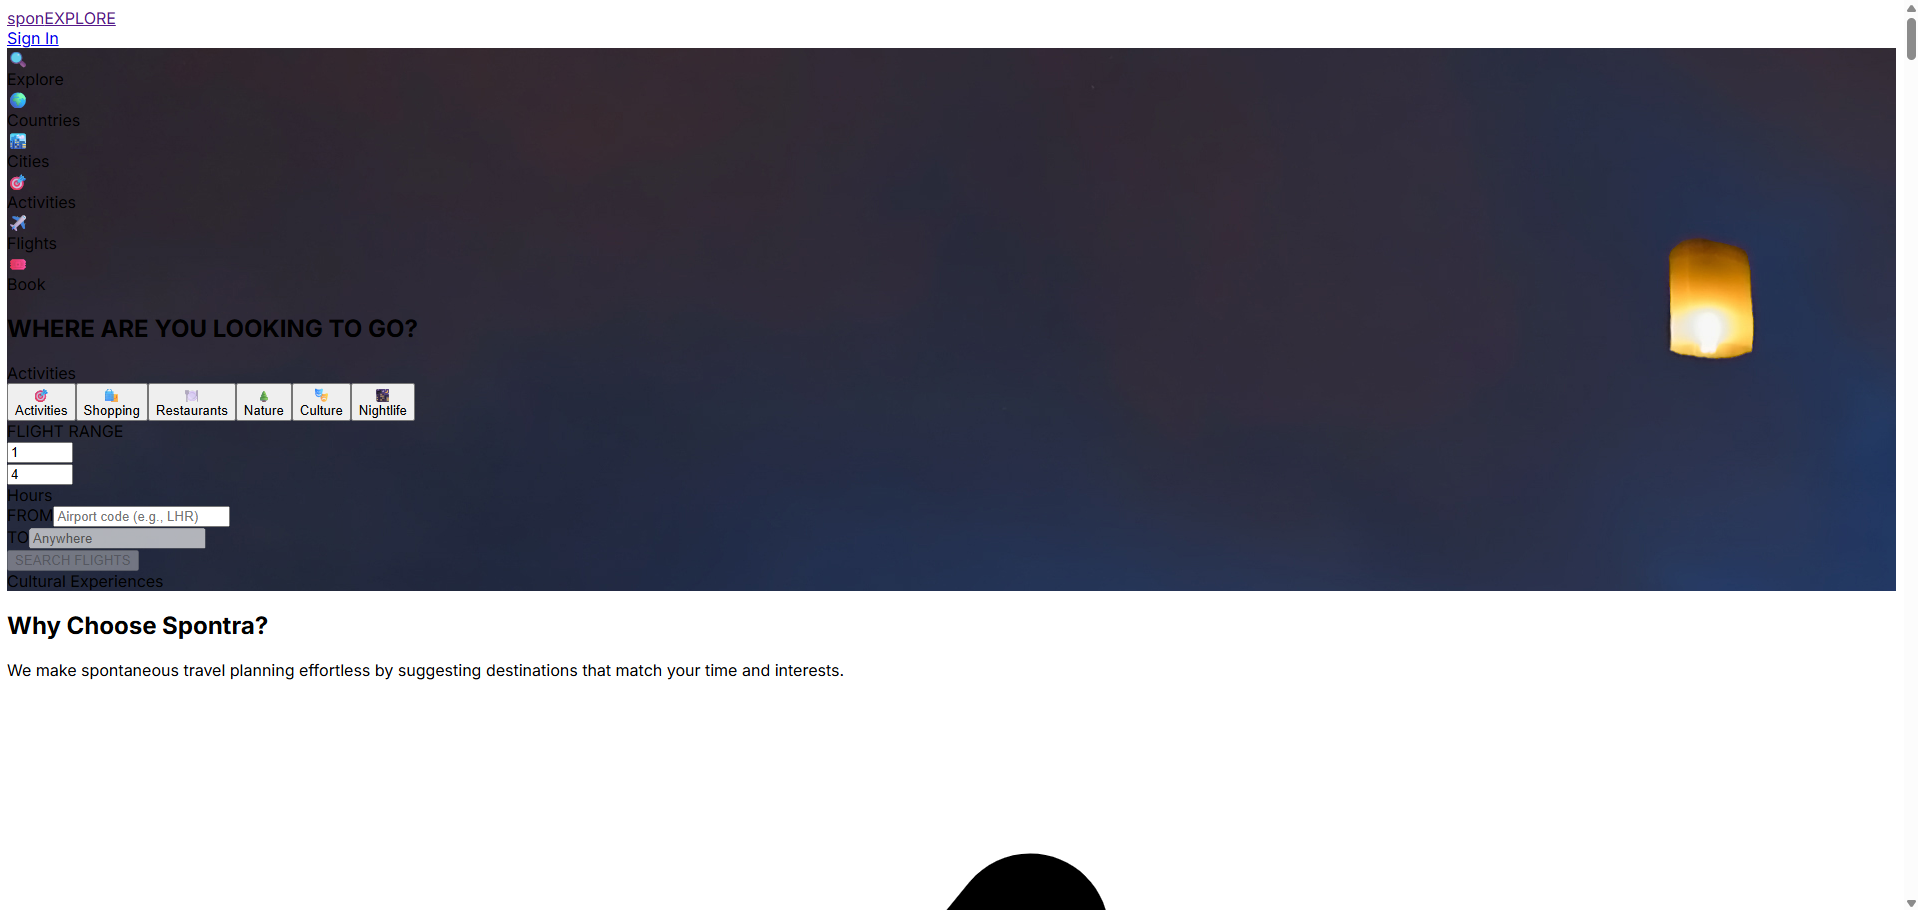 sponEXPLORE
Sign In
Explore
Countries
Cities
Activities
Flights
Book
WHERE ARE YOU LOOKING TO GO?
Activities
Activities Shopping Restaurants Nature Culture Nightlife
FLIGHT RANGE
1
4
Hours
FROM Airport code (e.g., LHR)
TO Anywhere
SEARCH FLIGHTS
Cultural Experiences
Why Choose Spontra?
We make spontaneous travel planning effortless by suggesting destinations that match your time and interests.